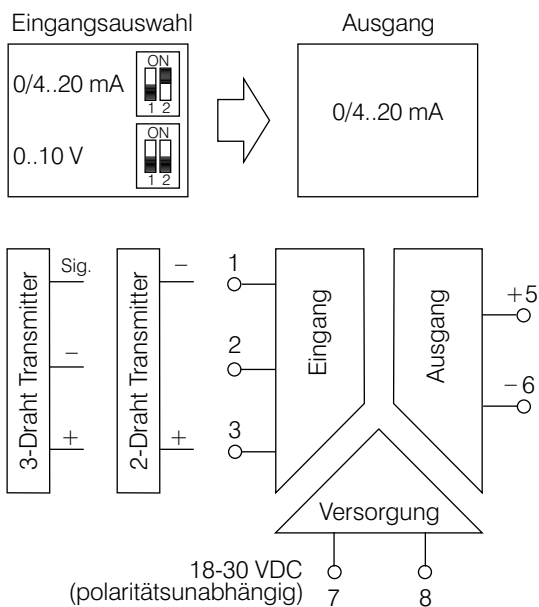 Eingangsauswahl
Ausgang
0/4..20 mA
ON
1 2
0/4..20 mA
0..10 V
ON
1 2
3-Draht Transmitter
Sig.
−
+
2-Draht Transmitter
−
+
1
2
3
Eingang
Ausgang
+5
−6
Versorgung
18-30 VDC
(polaritätsunabhängig)
7
8